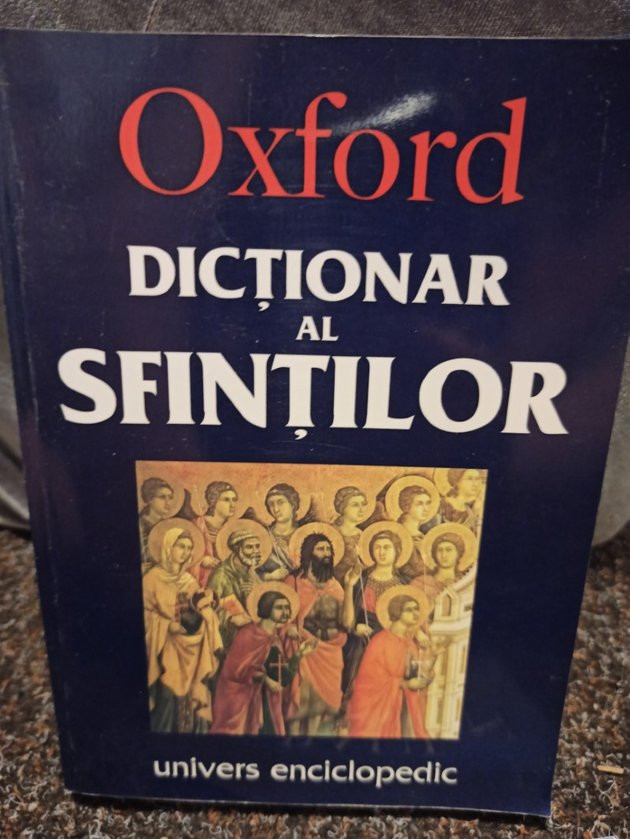 Oxford
DICȚIONAR
AL
SFINȚILOR
univers enciclopedic